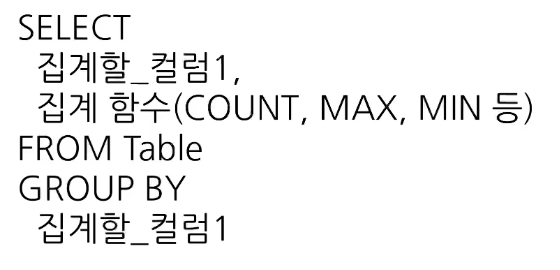 SELECT
집계할_컬럼1,
집계 함수(COUNT, MAX, MIN 등)
FROM Table
GROUP BY
집계할_컬럼1